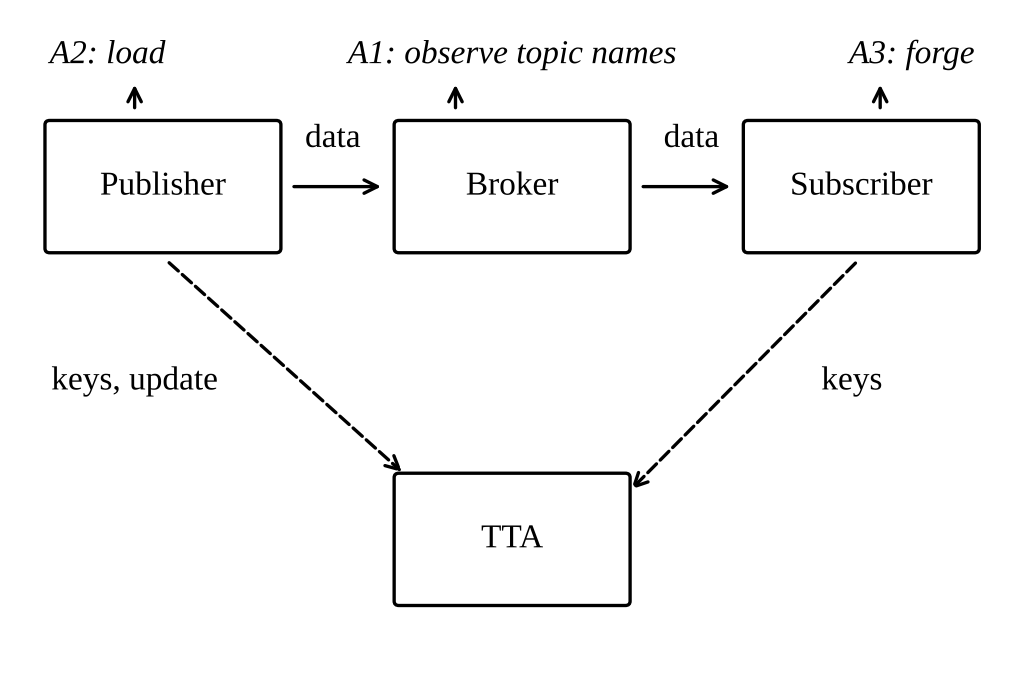 A2: load
A1: observe topic names
A3: forge
data
data
Publisher
Broker
Subscriber
keys, update
keys
TTA